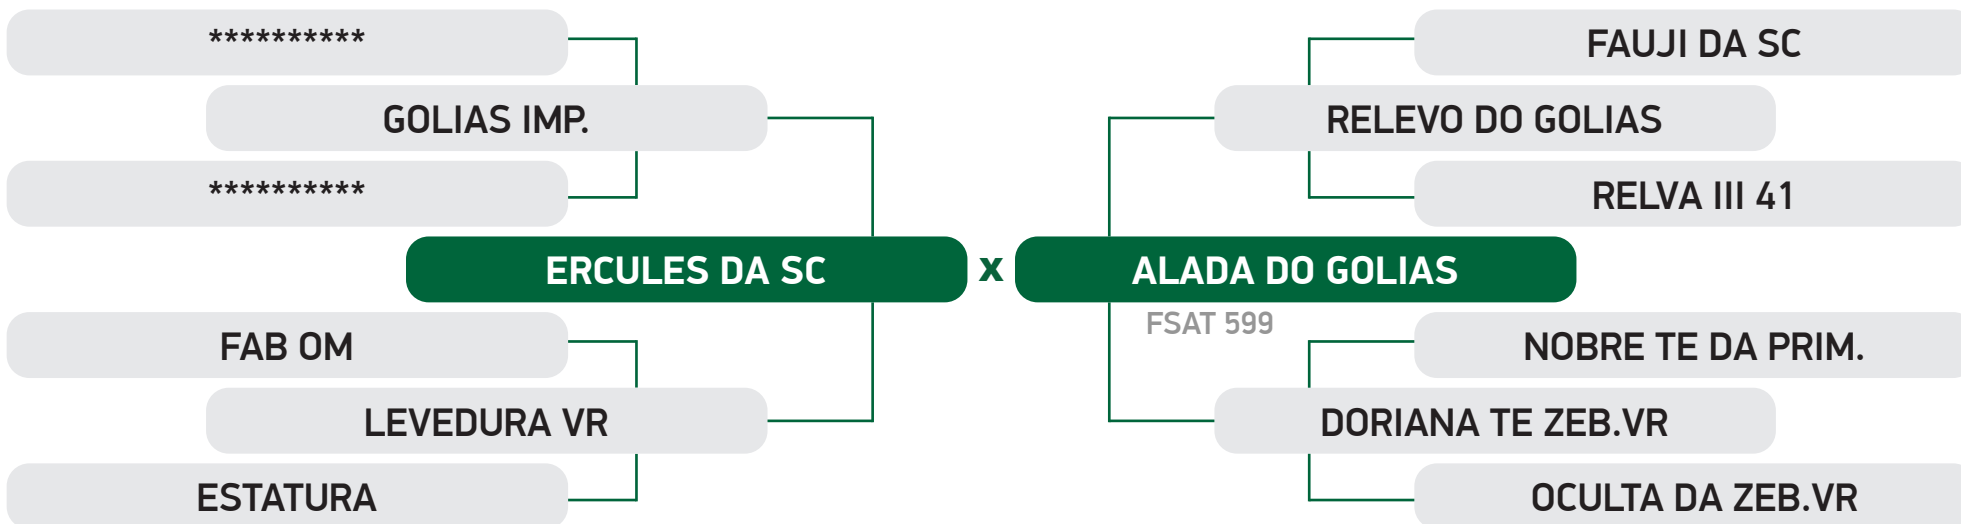 **********
FAUJI DA SC
GOLIAS IMP.
RELEVO DO GOLIAS
**********
RELVA III 41
ERCULES DA SC
x
ALADA DO GOLIAS
FSAT 599
FAB OM
NOBRE TE DA PRIM.
LEVEDURA VR
DORIANA TE ZEB.VR
ESTATURA
OCULTA DA ZEB.VR